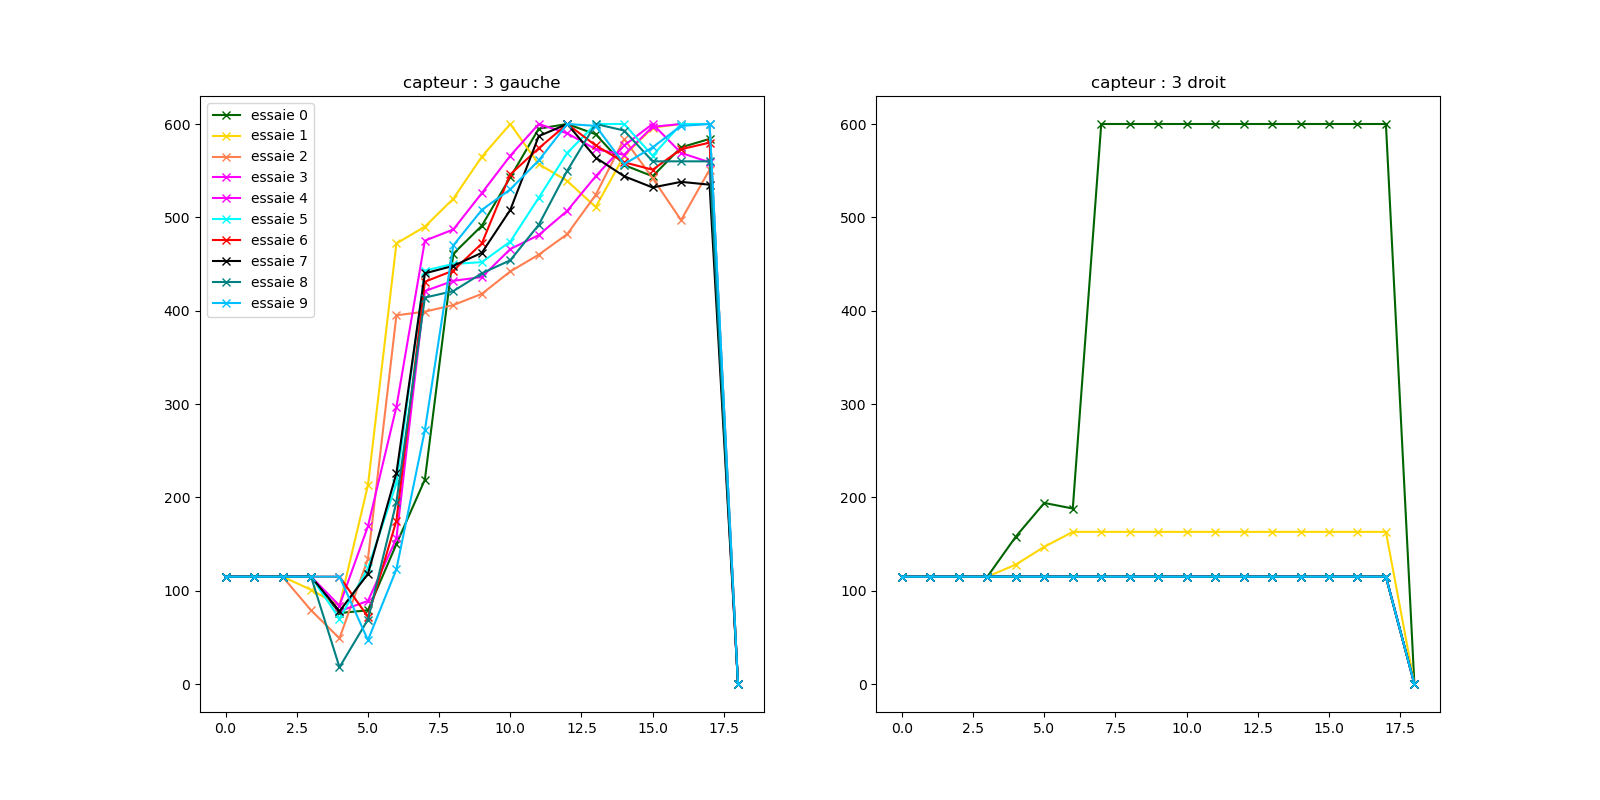 capteur : 3 gauche
600
500
400
300
200
100
0
0.0 2.5 5.0 7.5 10.0 12.5 15.0 17.5
essaie 0
essaie 1
essaie 2
essaie 3
essaie 4
essaie 5
essaie 6
essaie 7
essaie 8
essaie 9
capteur : 3 droit
600
500
400
300
200
100
0
0.0 2.5 5.0 7.5 10.0 12.5 15.0 17.5